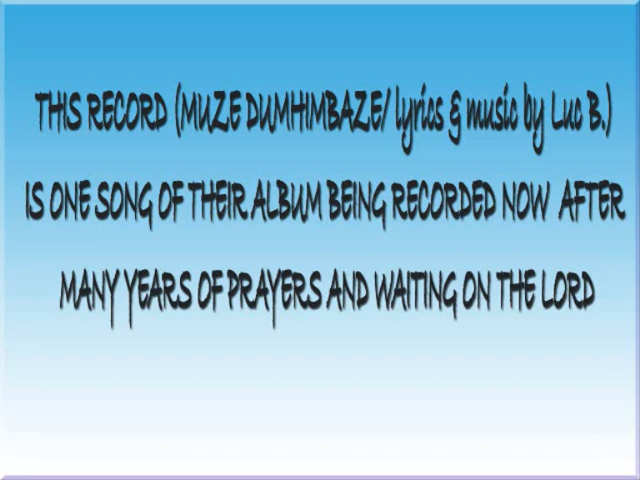 THIS RECORD (MUZE DUMHIMBAZE/ lyrics & music by Luc B.)
IS ONE SONG OF THEIR ALBUM BEING RECORDED NOW AFTER
MANY YEARS OF PRAYERS AND WAITING ON THE LORD